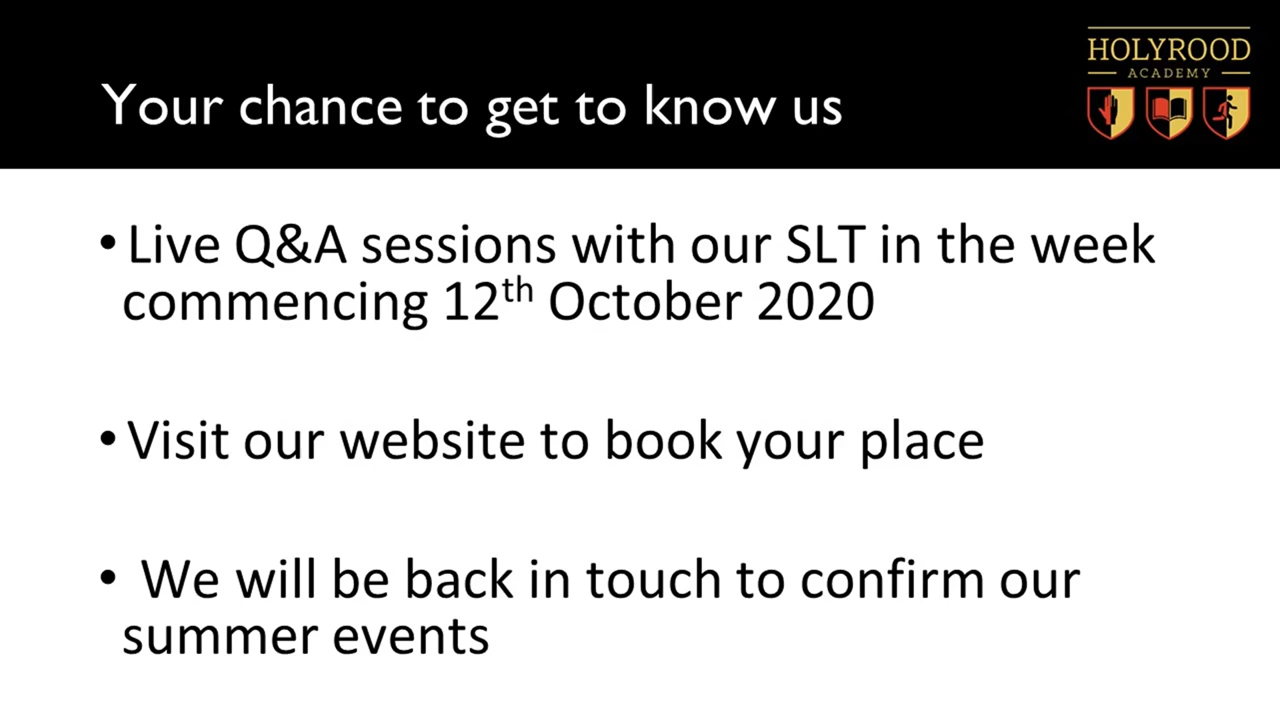 HOLYROOD
ACADEMY
Your chance to get to know us
• Live Q&A sessions with our SLT in the week
commencing 12th October 2020
• Visit our website to book your place
• We will be back in touch to confirm our
summer events